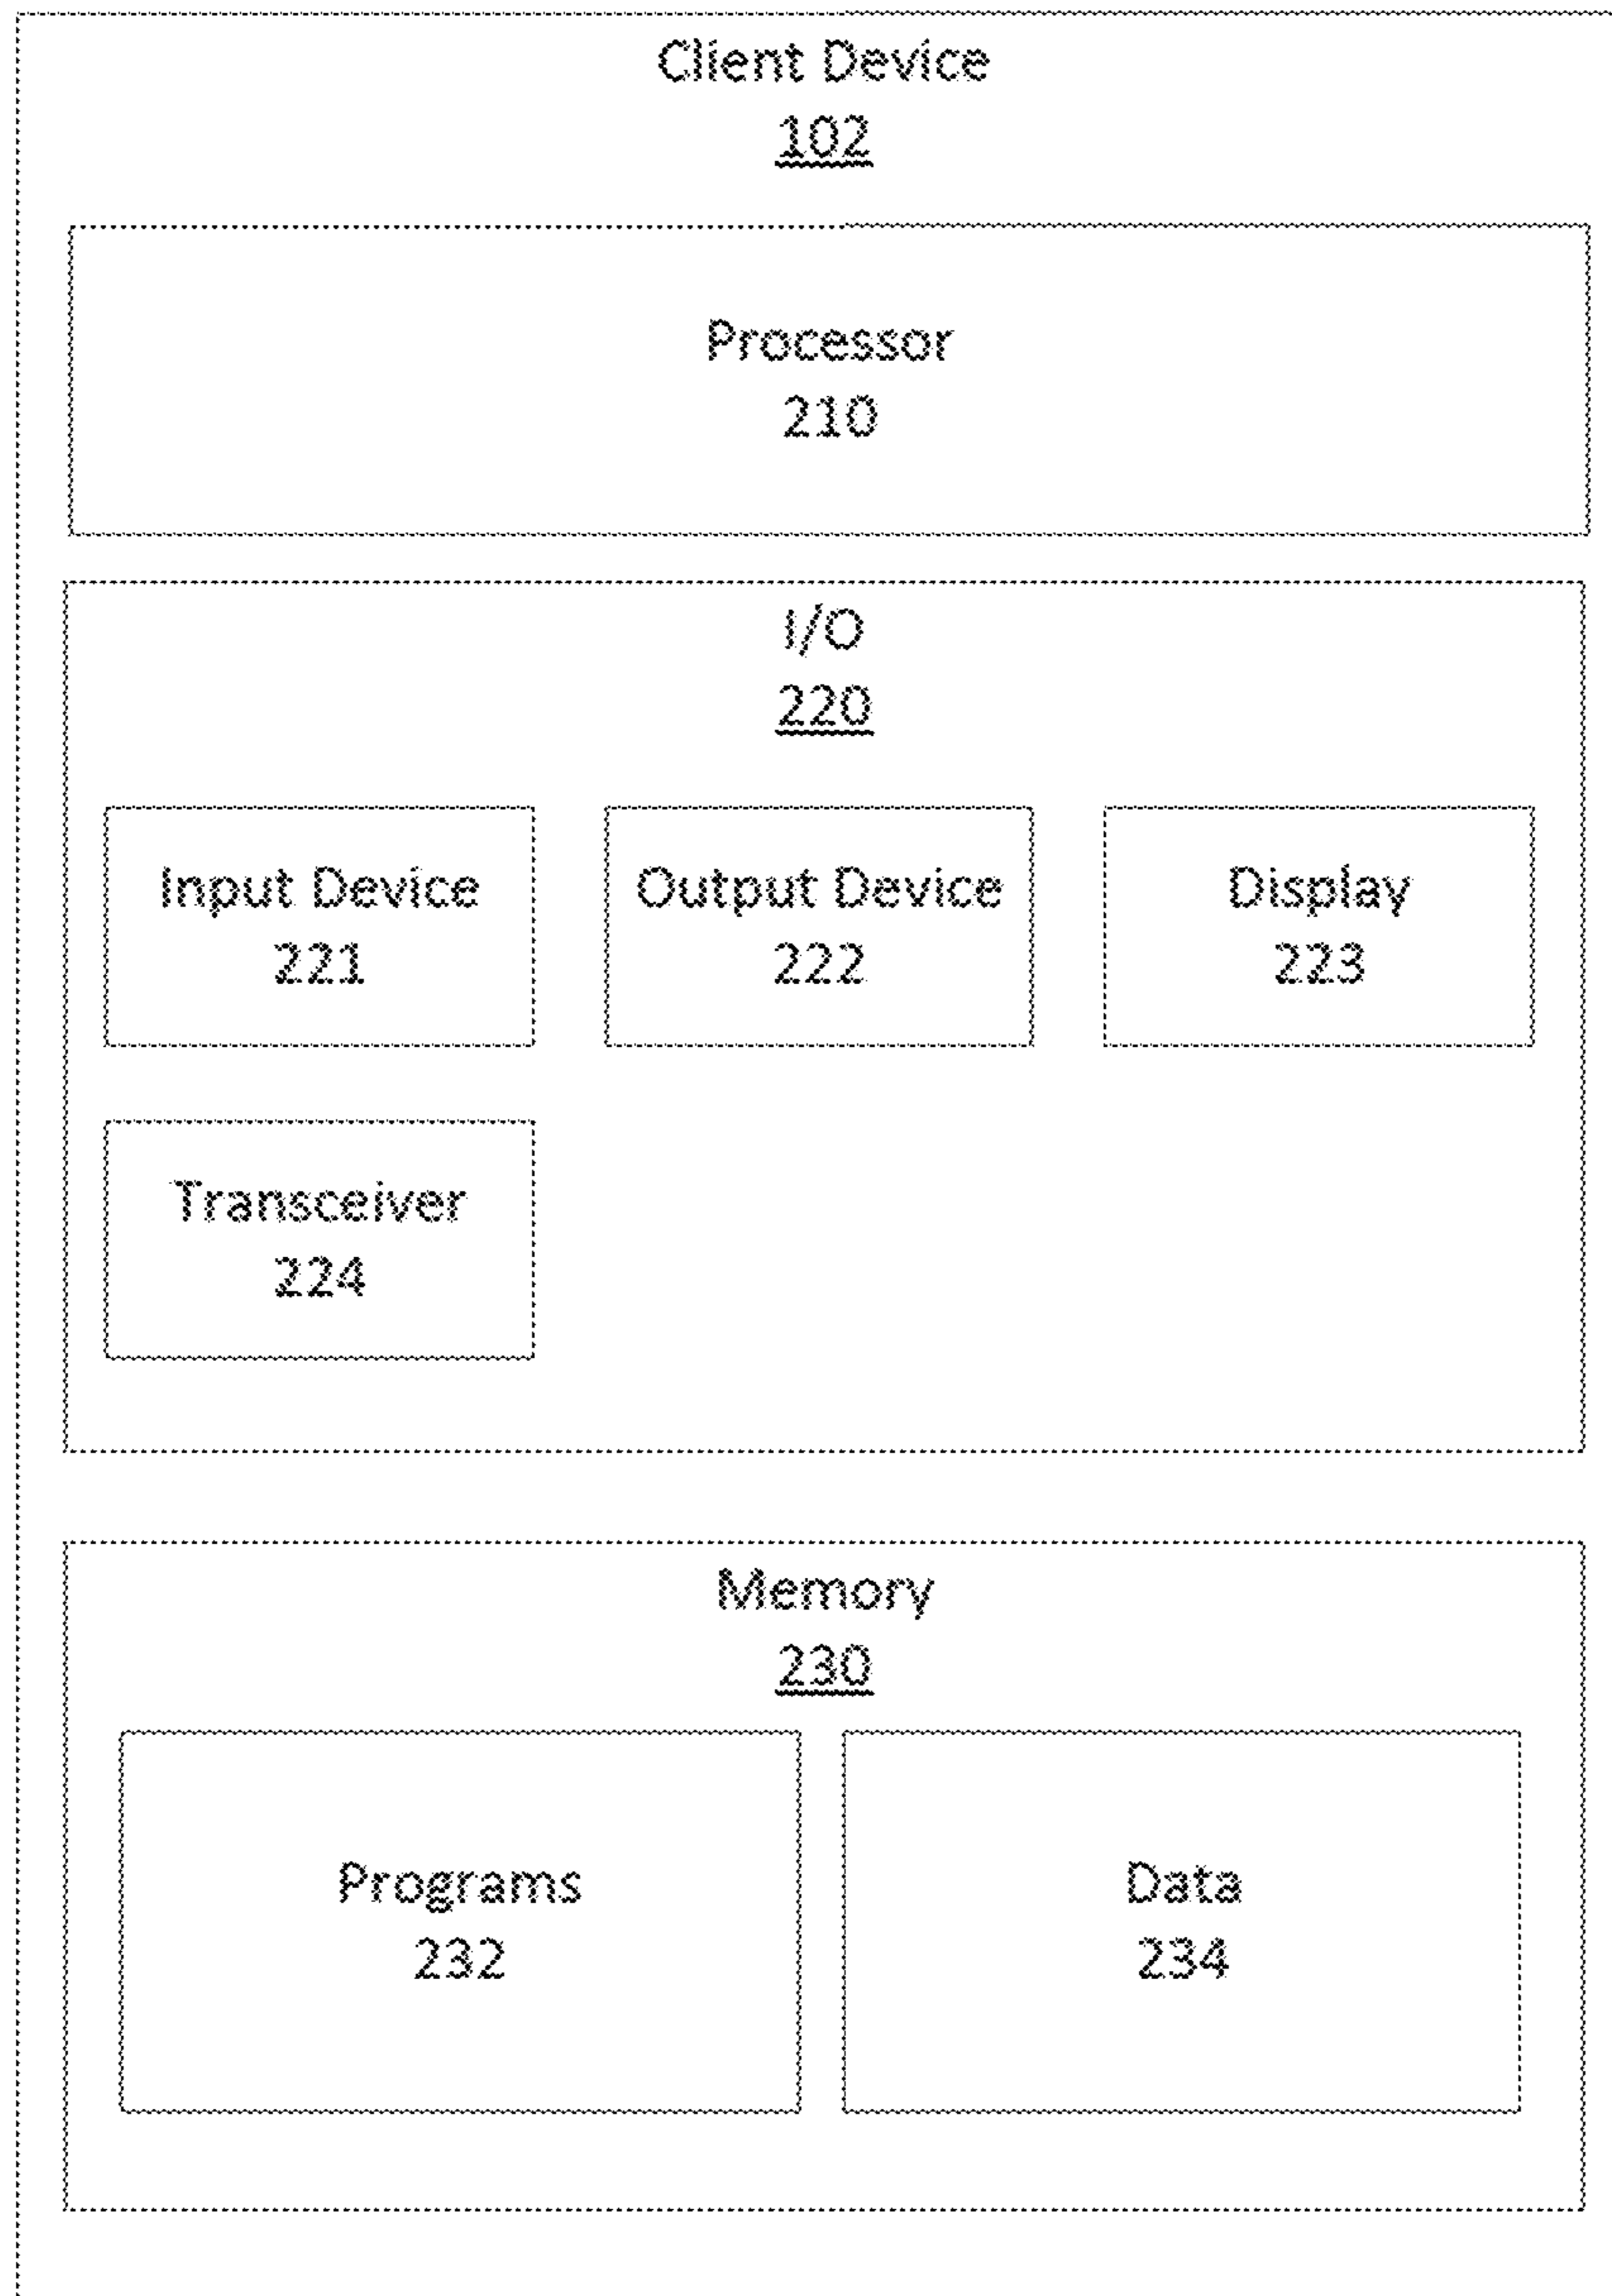 Client Device
102
Processor
210
I/O
220
Input Device
221
Output Device
222
Display
223
Transceiver
224
Memory
230
Programs
232
Data
234